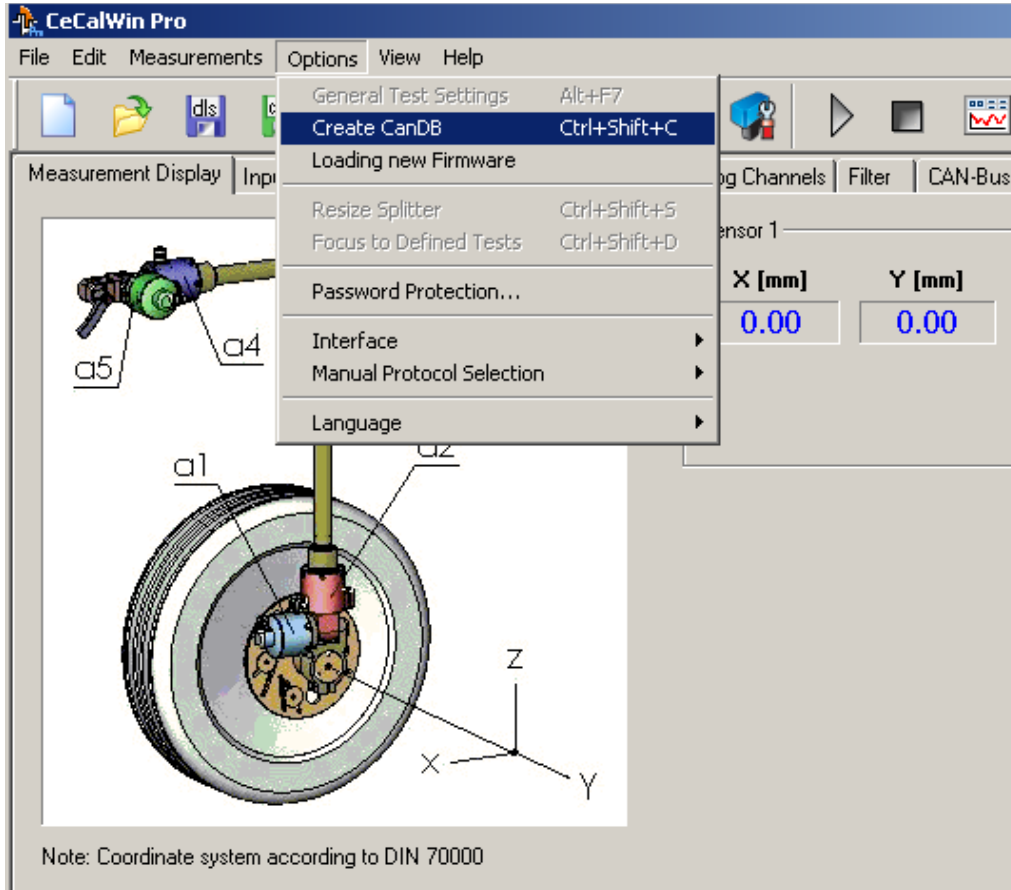 CeCalWin Pro
File Edit Measurements Options View Help
dls
General Test Settings Alt+F7
Create CanDB Ctrl+Shift+C
Loading new Firmware
Resize Splitter Ctrl+Shift+S
Focus to Defined Tests Ctrl+Shift+D
Password Protection...
Interface
Manual Protocol Selection
Language
Measurement Display
Channels Filter CAN-Bus
X [mm] Y [mm]
0.00 0.00
a5 a4
a1 a2
Z
X
Y
Note: Coordinate system according to DIN 70000